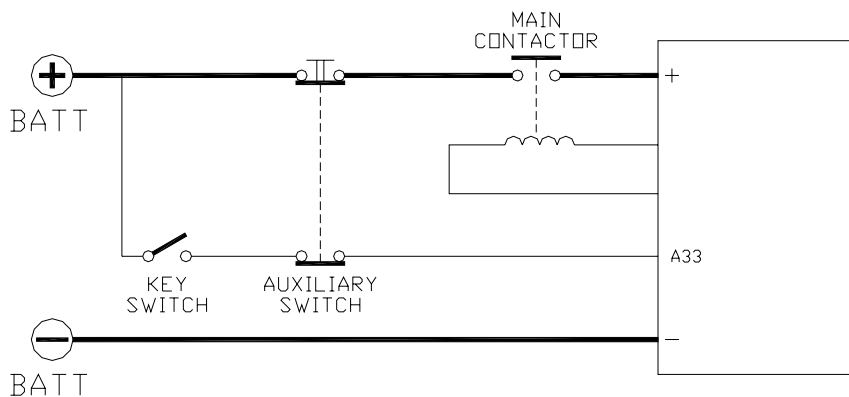 MAIN
CONTACTOR
+
+
BATT
A33
KEY
SWITCH
AUXILIARY
SWITCH
−
−
BATT